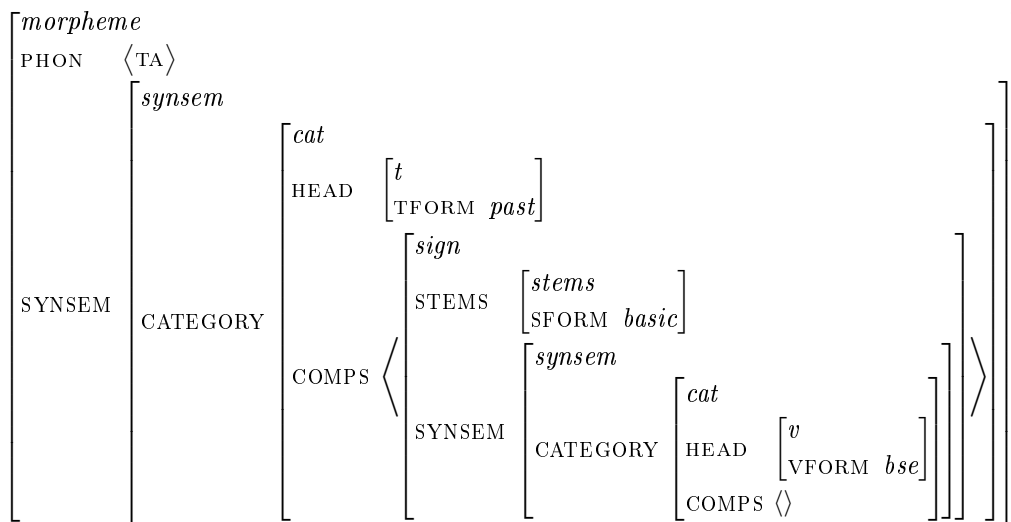 morpheme
PHON ⟨TA⟩
synsem
cat
HEAD t
TFORM past
sign
STEMS stems
SFORM basic
SYNSEM CATEGORY COMPS ⟨ ⟩
synsem
cat
SYNSEM CATEGORY HEAD v
VFORM bse
COMPS ⟨⟩